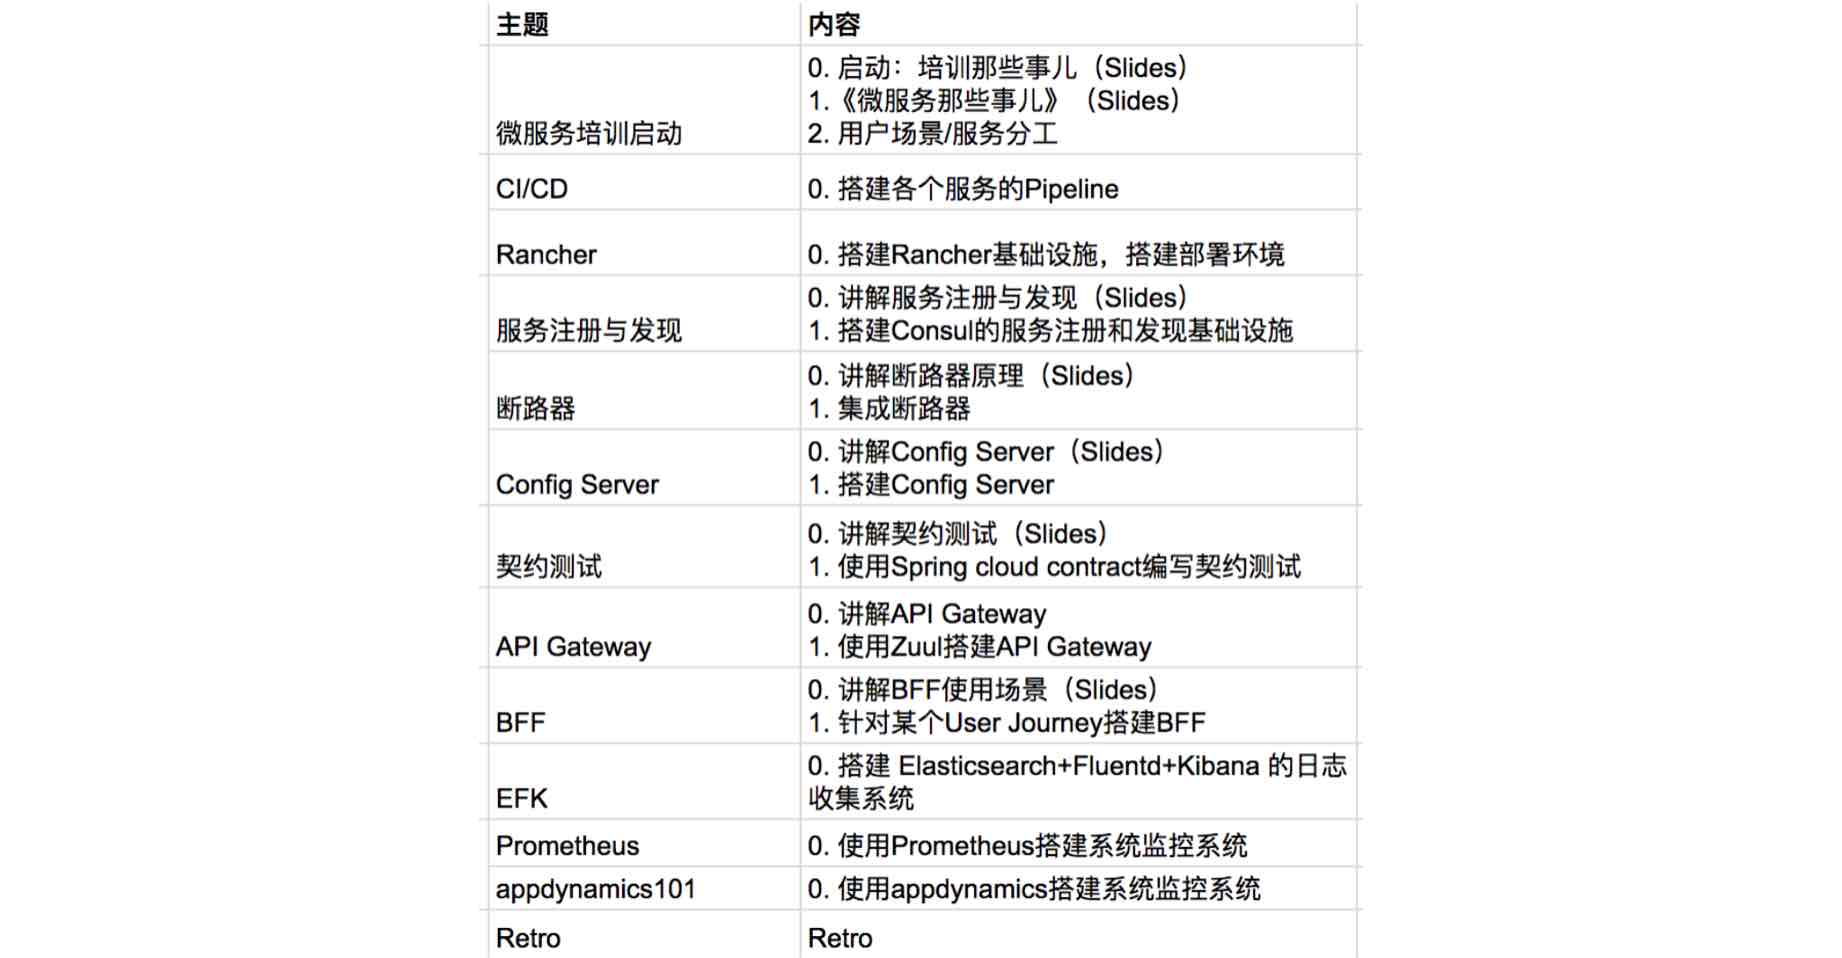 主题
内容
微服务培训启动
0. 启动：培训那些事儿（Slides）
1.《微服务那些事儿》（Slides）
2. 用户场景/服务分工
CI/CD
0. 搭建各个服务的Pipeline
Rancher
0. 搭建Rancher基础设施，搭建部署环境
服务注册与发现
0. 讲解服务注册与发现（Slides）
1. 搭建Consul的服务注册和发现基础设施
断路器
0. 讲解断路器原理（Slides）
1. 集成断路器
Config Server
0. 讲解Config Server（Slides）
1. 搭建Config Server
契约测试
0. 讲解契约测试（Slides）
1. 使用Spring cloud contract编写契约测试
API Gateway
0. 讲解API Gateway
1. 使用Zuul搭建API Gateway
BFF
0. 讲解BFF使用场景（Slides）
1. 针对某个User Journey搭建BFF
EFK
0. 搭建 Elasticsearch+Fluentd+Kibana 的日志
收集系统
Prometheus
0. 使用Prometheus搭建系统监控系统
appdynamics101
0. 使用appdynamics搭建系统监控系统
Retro
Retro